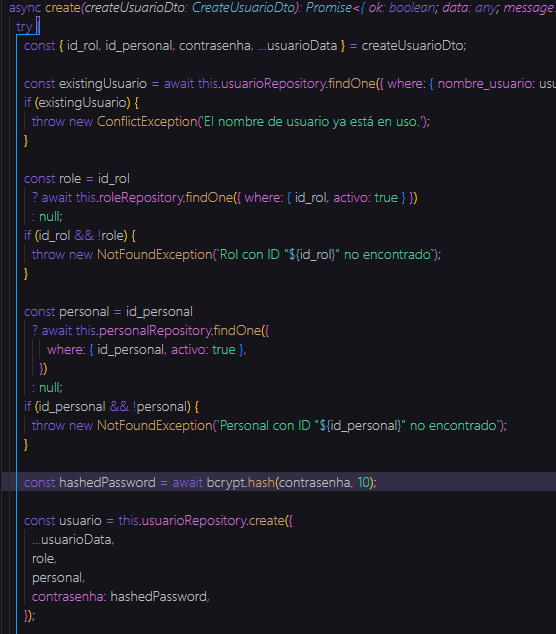 async create(createUsuarioDto: CreateUsuarioDto): Promise<{ ok: boolean; data: any; message:
try {
const { id_rol, id_personal, contrasenha, ...usuarioData } = createUsuarioDto;
const existingUsuario = await this.usuarioRepository.findOne({ where: { nombre_usuario: usu
if (existingUsuario) {
throw new ConflictException('El nombre de usuario ya está en uso.');
}
const role = id_rol
? await this.roleRepository.findOne({ where: { id_rol, activo: true } })
: null;
if (id_rol && !role) {
throw new NotFoundException(`Rol con ID "${id_rol}" no encontrado`);
}
const personal = id_personal
? await this.personalRepository.findOne({
where: { id_personal, activo: true },
})
: null;
if (id_personal && !personal) {
throw new NotFoundException(`Personal con ID "${id_personal}" no encontrado`);
}
const hashedPassword = await bcrypt.hash(contrasenha, 10);
const usuario = this.usuarioRepository.create({
...usuarioData,
role,
personal,
contrasenha: hashedPassword,
});